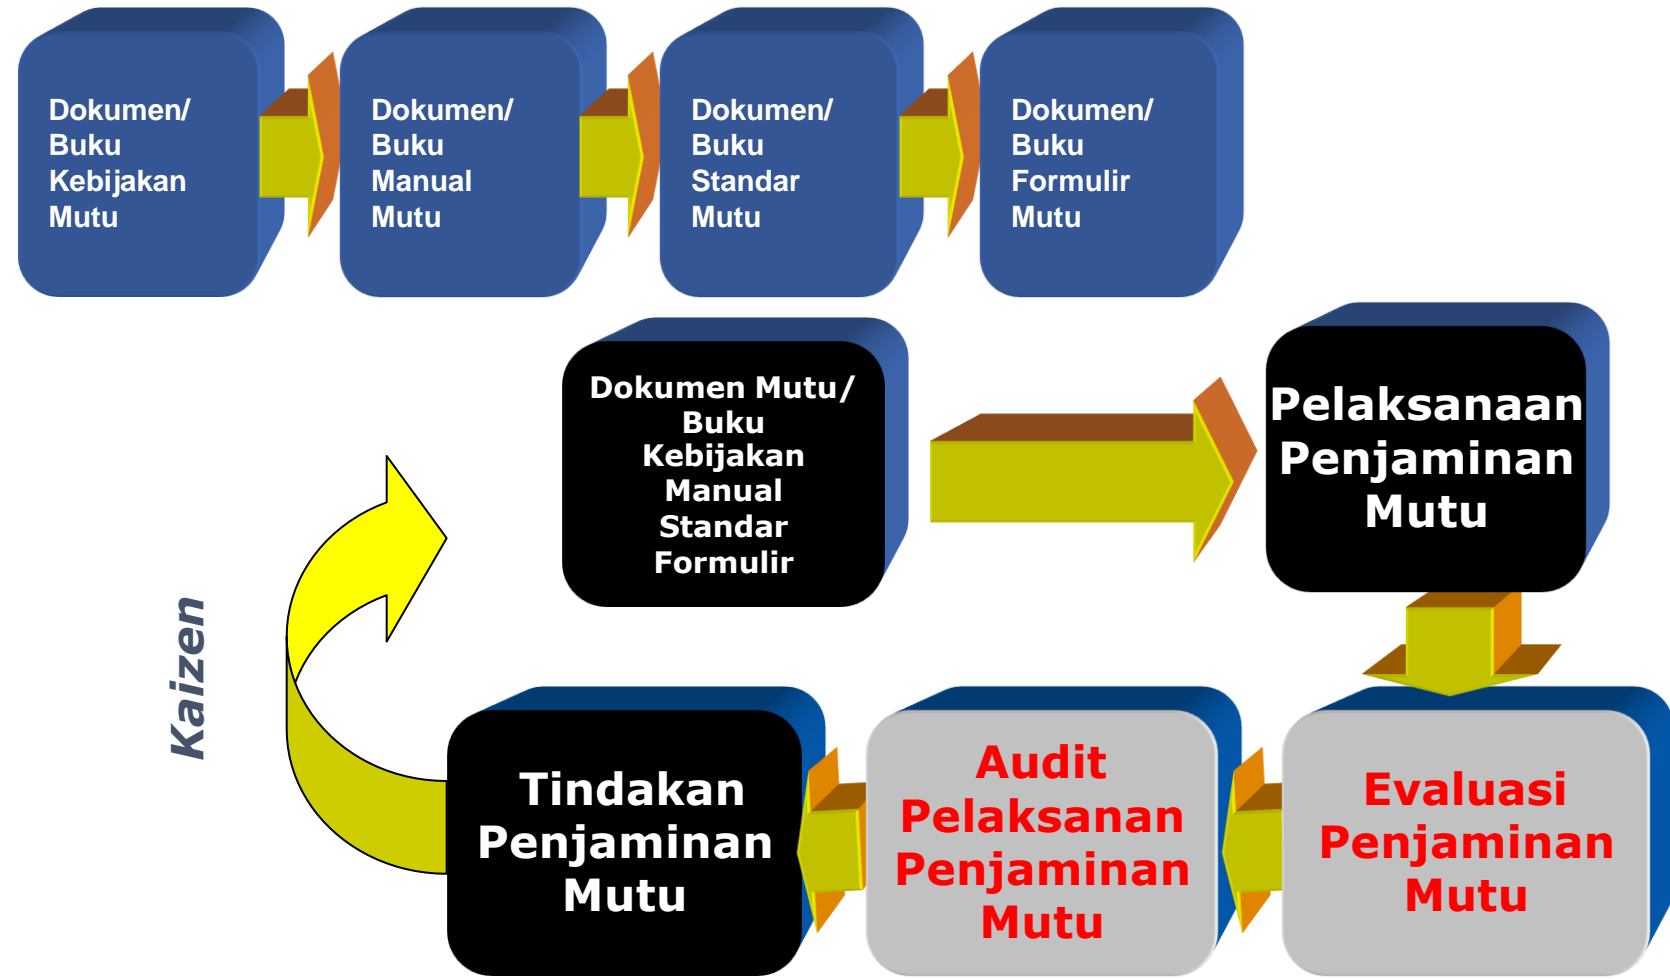 Dokumen/
Buku
Kebijakan
Mutu
Dokumen/
Buku
Manual
Mutu
Dokumen/
Buku
Standar
Mutu
Dokumen/
Buku
Formulir
Mutu
Dokumen Mutu/
Buku
Kebijakan
Manual
Standar
Formulir
Pelaksanaan
Penjaminan
Mutu
Kaizen
Tindakan
Penjaminan
Mutu
Audit
Pelaksanan
Penjaminan
Mutu
Evaluasi
Penjaminan
Mutu